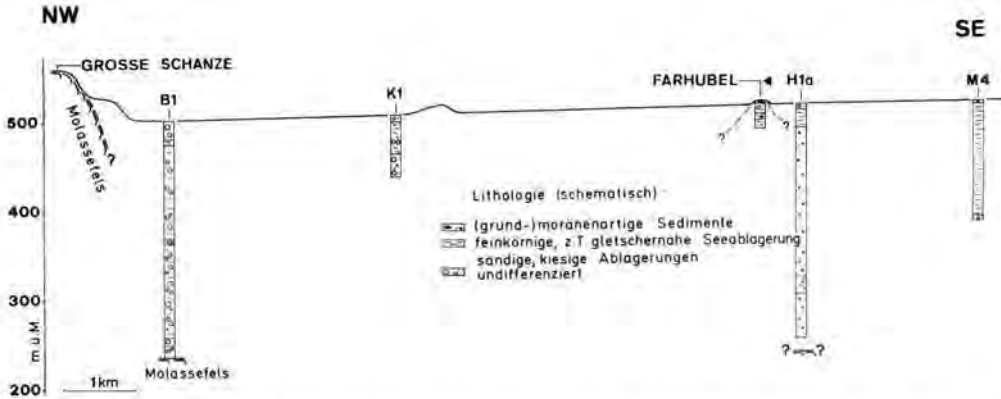 NW
SE
GROSSE SCHANZE
FARHUBEL
B1
K1
H1a
M4
Molassefels
?
?
?
500
400
300
200
m ü M
Lithologie (schematisch)
(grund-)moränenartige Sedimente
feinkörnige, z.T. gletschernahe Seeablagerung
sandige, kiesige Ablagerungen
undifferenziert
Molassefels
? ?
1km